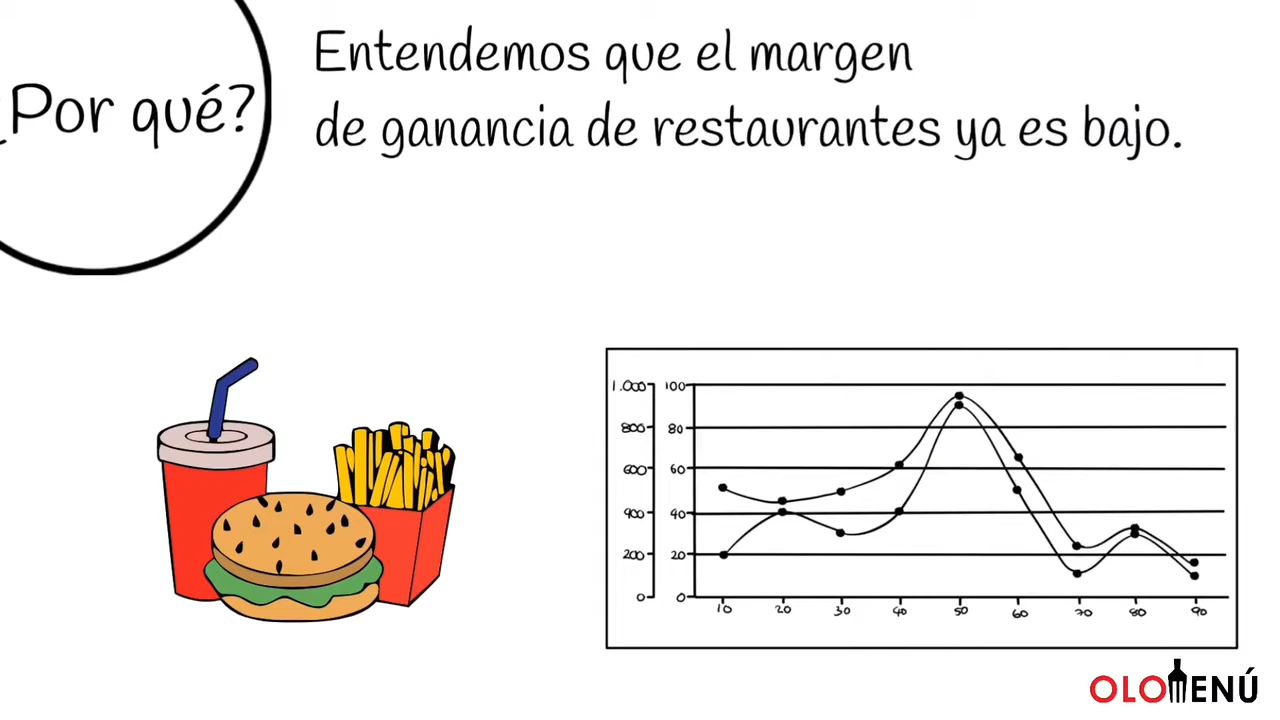 ¿Por qué?
Entendemos que el margen
de ganancia de restaurantes ya es bajo.
1.000 100
800 80
600 60
400 40
200 20
0 0
10 20 30 40 50 60 70 80 90
OLOMENÚ